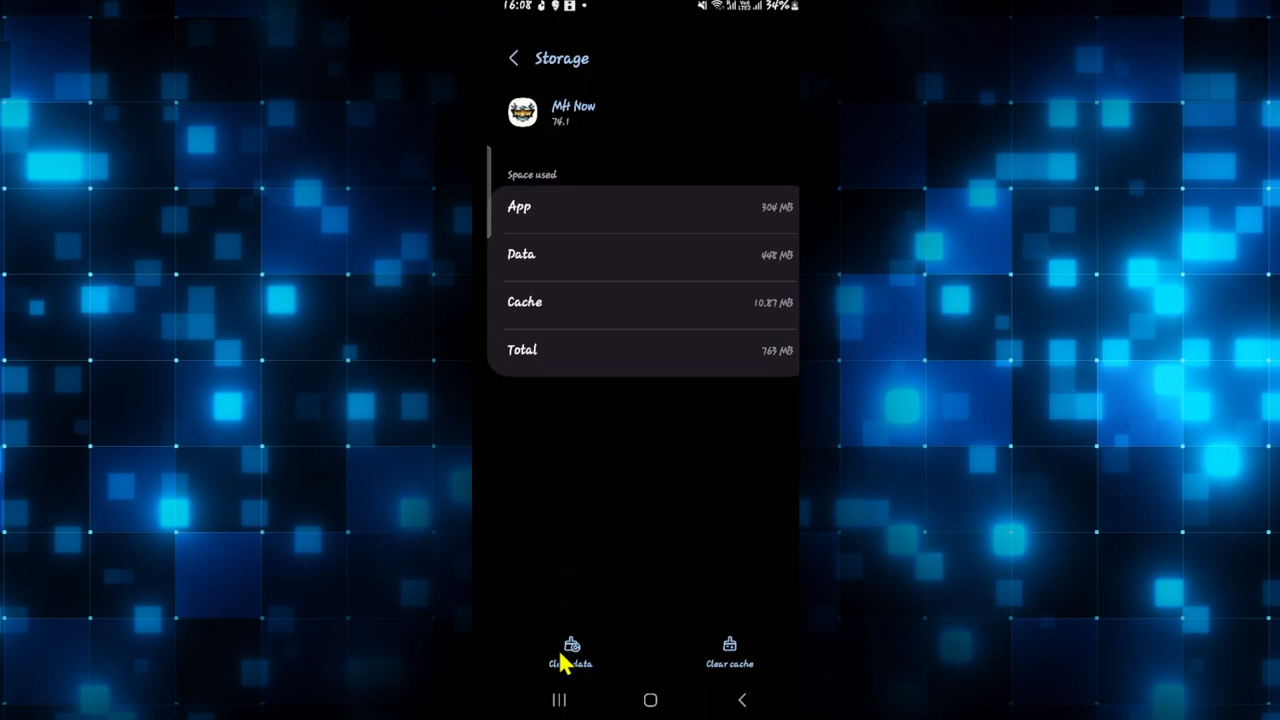 16:08 34%
Storage
MH Now
74.1
Space used
App 304 MB
Data 448 MB
Cache 10.87 MB
Total 763 MB
data Clear cache